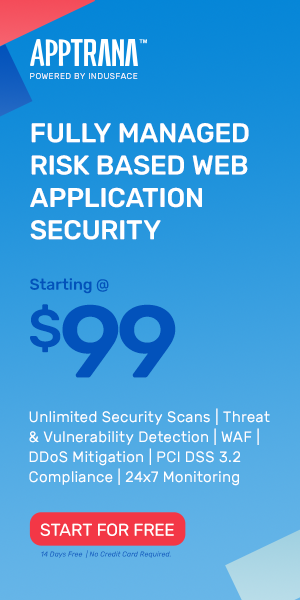 APPTRANA™
POWERED BY INDUSFACE
FULLY MANAGED
RISK BASED WEB
APPLICATION
SECURITY
Starting @
$99
Unlimited Security Scans | Threat
& Vulnerability Detection | WAF |
DDoS Mitigation | PCI DSS 3.2
Compliance | 24x7 Monitoring
START FOR FREE
14 Days Free | No Credit Card Required.